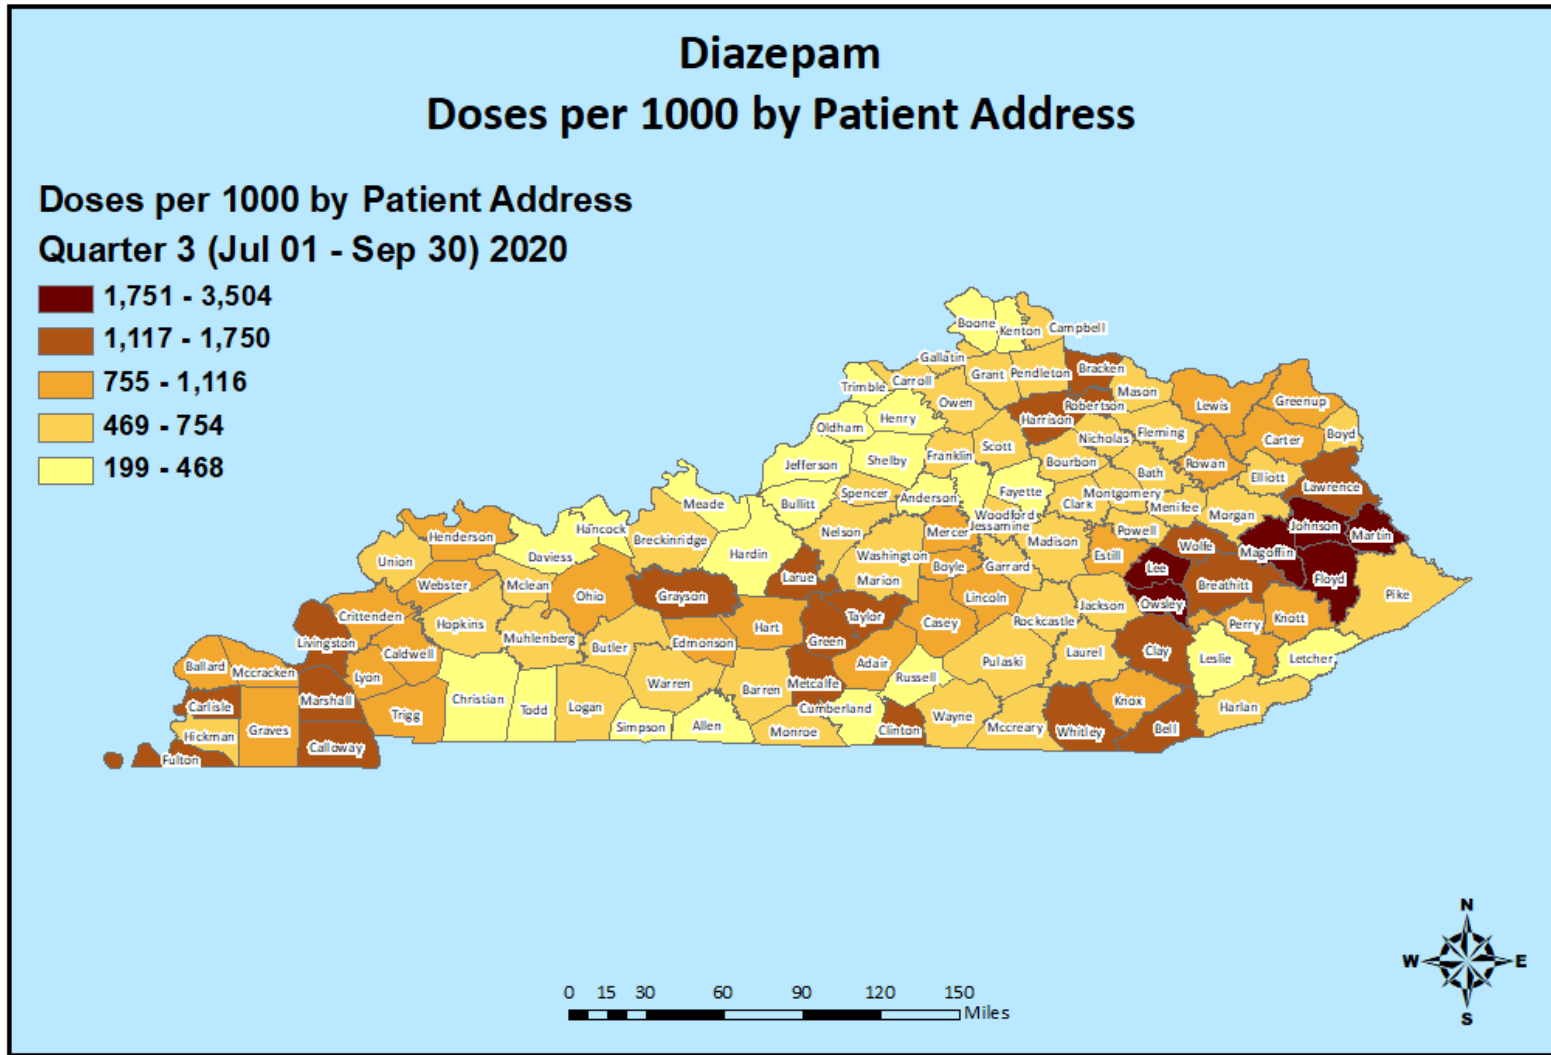 Diazepam
Doses per 1000 by Patient Address
Doses per 1000 by Patient Address
Quarter 3 (Jul 01 - Sep 30) 2020
1,751 - 3,504
1,117 - 1,750
755 - 1,116
469 - 754
199 - 468
Boone
Kenton
Campbell
Gallatin
Grant
Pendleton
Bracken
Trimble
Carroll
Owen
Mason
Robertson
Harrison
Lewis
Greenup
Oldham
Henry
Nicholas
Fleming
Carter
Boyd
Jefferson
Shelby
Franklin
Scott
Bourbon
Bath
Rowan
Elliott
Lawrence
Meade
Bullitt
Spencer
Anderson
Fayette
Clark
Montgomery
Menifee
Morgan
Woodford
Jessamine
Hancock
Henderson
Daviess
Breckinridge
Hardin
Nelson
Washington
Mercer
Madison
Powell
Estill
Wolfe
Magoffin
Johnson
Martin
Union
Webster
Mclean
Ohio
Grayson
Larue
Marion
Boyle
Garrard
Lee
Breathitt
Floyd
Pike
Crittenden
Hopkins
Muhlenberg
Butler
Edmonson
Hart
Green
Taylor
Casey
Lincoln
Rockcastle
Jackson
Owsley
Perry
Knott
Livingston
Caldwell
Lyon
Ballard
Mccracken
Carlisle
Marshall
Trigg
Christian
Todd
Logan
Warren
Barren
Metcalfe
Adair
Russell
Pulaski
Laurel
Clay
Leslie
Letcher
Hickman
Graves
Calloway
Fulton
Simpson
Allen
Monroe
Cumberland
Clinton
Wayne
Mccreary
Whitley
Knox
Bell
Harlan
N
W
E
S
0 15 30 60 90 120 150
Miles